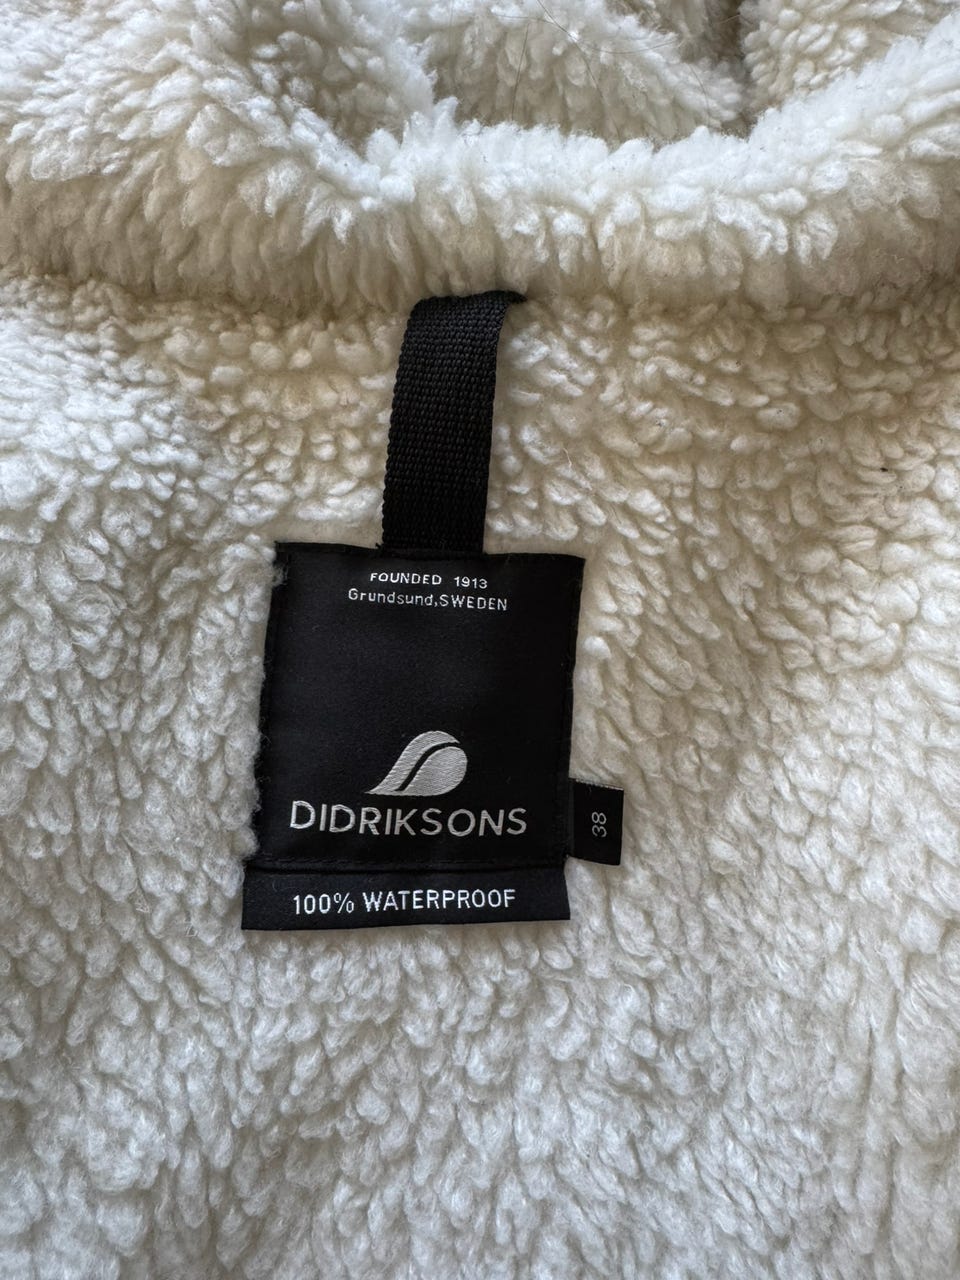 FOUNDED 1913
Grundsund,SWEDEN
DIDRIKSONS
38
100% WATERPROOF